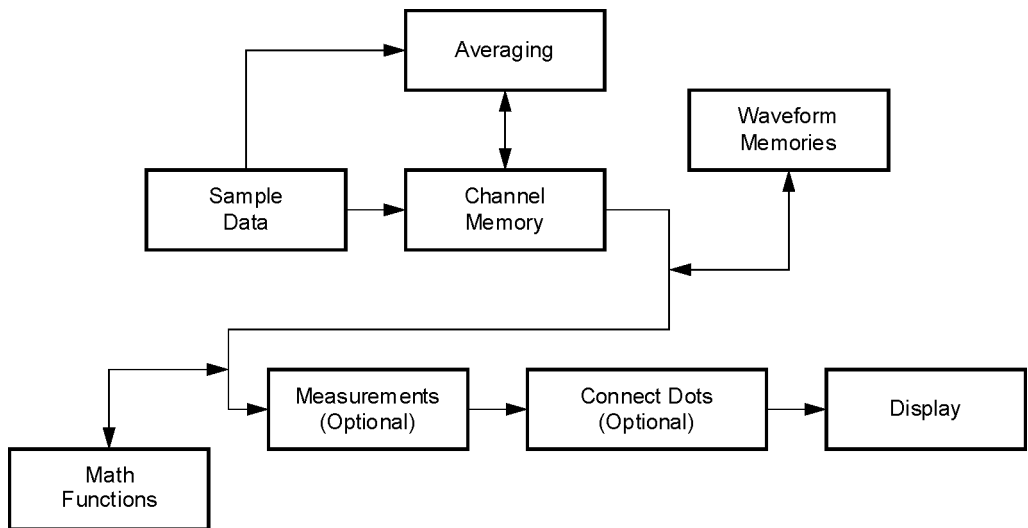 Averaging
Waveform
Memories
Sample
Data
Channel
Memory
Measurements
(Optional)
Connect Dots
(Optional)
Display
Math
Functions